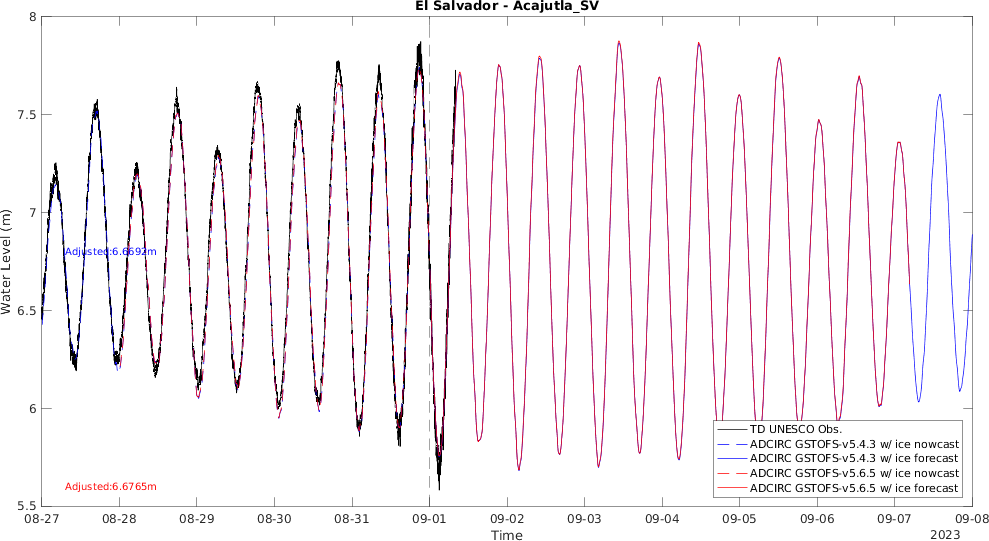 El Salvador - Acajutla_SV
8
7.5
7
6.5
6
5.5
Water Level (m)
Adjusted:6.6692m
Adjusted:6.6765m
TD UNESCO Obs.
ADCIRC GSTOFS-v5.4.3 w/ ice nowcast
ADCIRC GSTOFS-v5.4.3 w/ ice forecast
ADCIRC GSTOFS-v5.6.5 w/ ice nowcast
ADCIRC GSTOFS-v5.6.5 w/ ice forecast
08-27 08-28 08-29 08-30 08-31 09-01 09-02 09-03 09-04 09-05 09-06 09-07 09-08
Time
2023